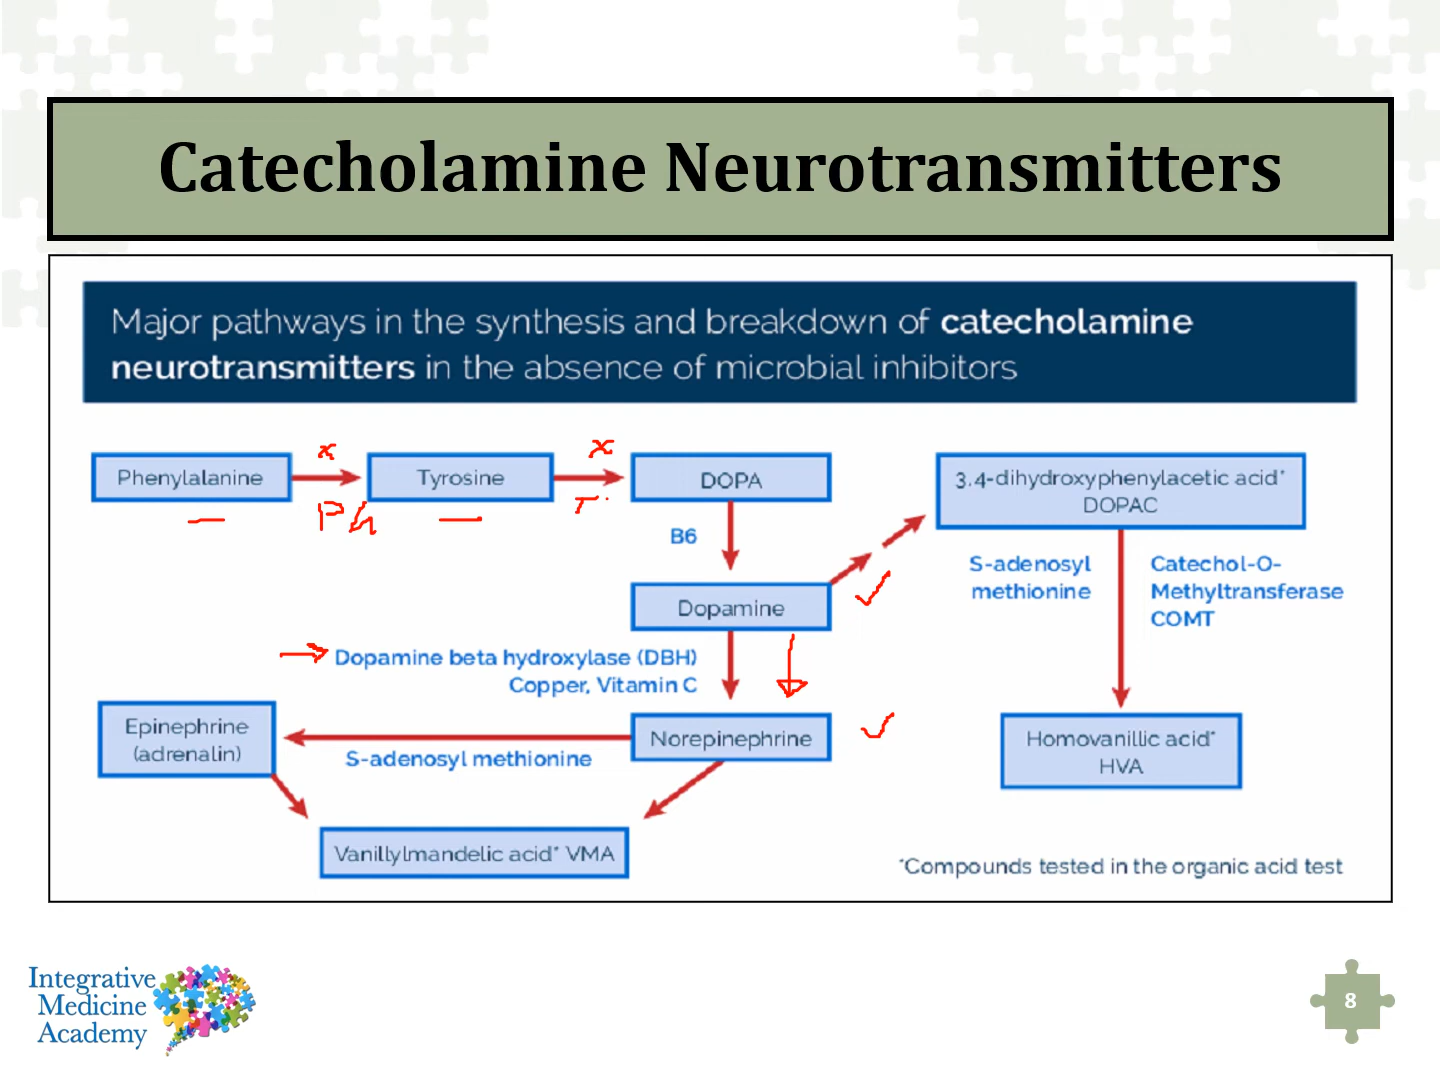 Catecholamine Neurotransmitters
Major pathways in the synthesis and breakdown of catecholamine
neurotransmitters in the absence of microbial inhibitors
x
x
Phenylalanine
Tyrosine
DOPA
3,4-dihydroxyphenylacetic acid*
DOPAC
Ph
T
B6
S-adenosyl
methionine
Catechol-O-
Methyltransferase
COMT
Dopamine
Dopamine beta hydroxylase (DBH)
Copper, Vitamin C
Epinephrine
(adrenalin)
S-adenosyl methionine
Norepinephrine
Homovanillic acid*
HVA
Vanillylmandelic acid* VMA
*Compounds tested in the organic acid test
Integrative
Medicine
Academy
8